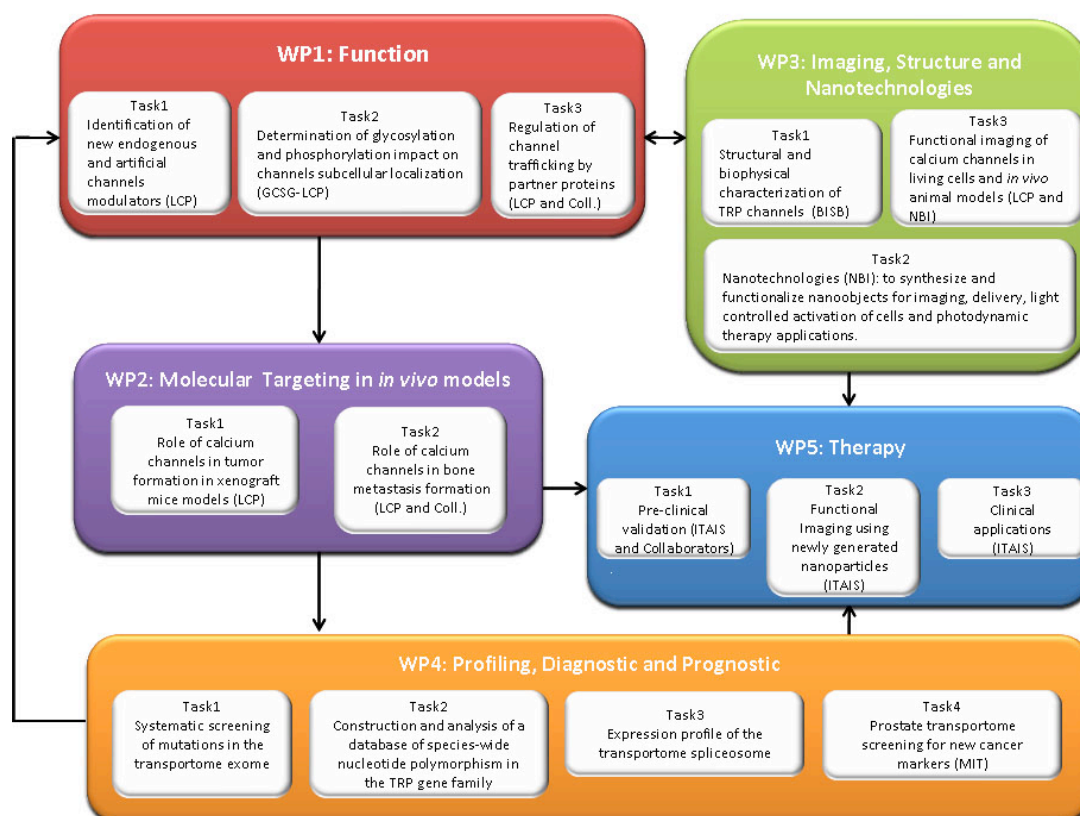 WP1: Function
Task1
Identification of
new endogenous
and artificial
channels
modulators (LCP)
Task2
Determination of glycosylation
and phosphorylation impact on
channels subcellular localization
(GCSG-LCP)
Task3
Regulation of
channel
trafficking by
partner proteins
(LCP and Coll.)
WP3: Imaging, Structure and
Nanotechnologies
Task1
Structural and
biophysical
characterization of
TRP channels (BISB)
Task3
Functional imaging of
calcium channels in
living cells and in vivo
animal models (LCP and
NBI)
Task2
Nanotechnologies (NBI): to synthesize and
functionalize nanoobjects for imaging, delivery, light
controlled activation of cells and photodynamic
therapy applications.
WP2: Molecular Targeting in in vivo models
Task1
Role of calcium
channels in tumor
formation in xenograft
mice models (LCP)
Task2
Role of calcium
channels in bone
metastasis formation
(LCP and Coll.)
WP5: Therapy
Task1
Pre-clinical
validation (ITAIS
and Collaborators)
.
Task2
Functional
Imaging using
newly generated
nanoparticles
(ITAIS)
Task3
Clinical
applications
(ITAIS)
WP4: Profiling, Diagnostic and Prognostic
Task1
Systematic screening
of mutations in the
transportome exome
Task2
Construction and analysis of a
database of species-wide
nucleotide polymorphism in
the TRP gene family
Task3
Expression profile of the
transportome spliceosome
Task4
Prostate transportome
screening for new cancer
markers (MIT)